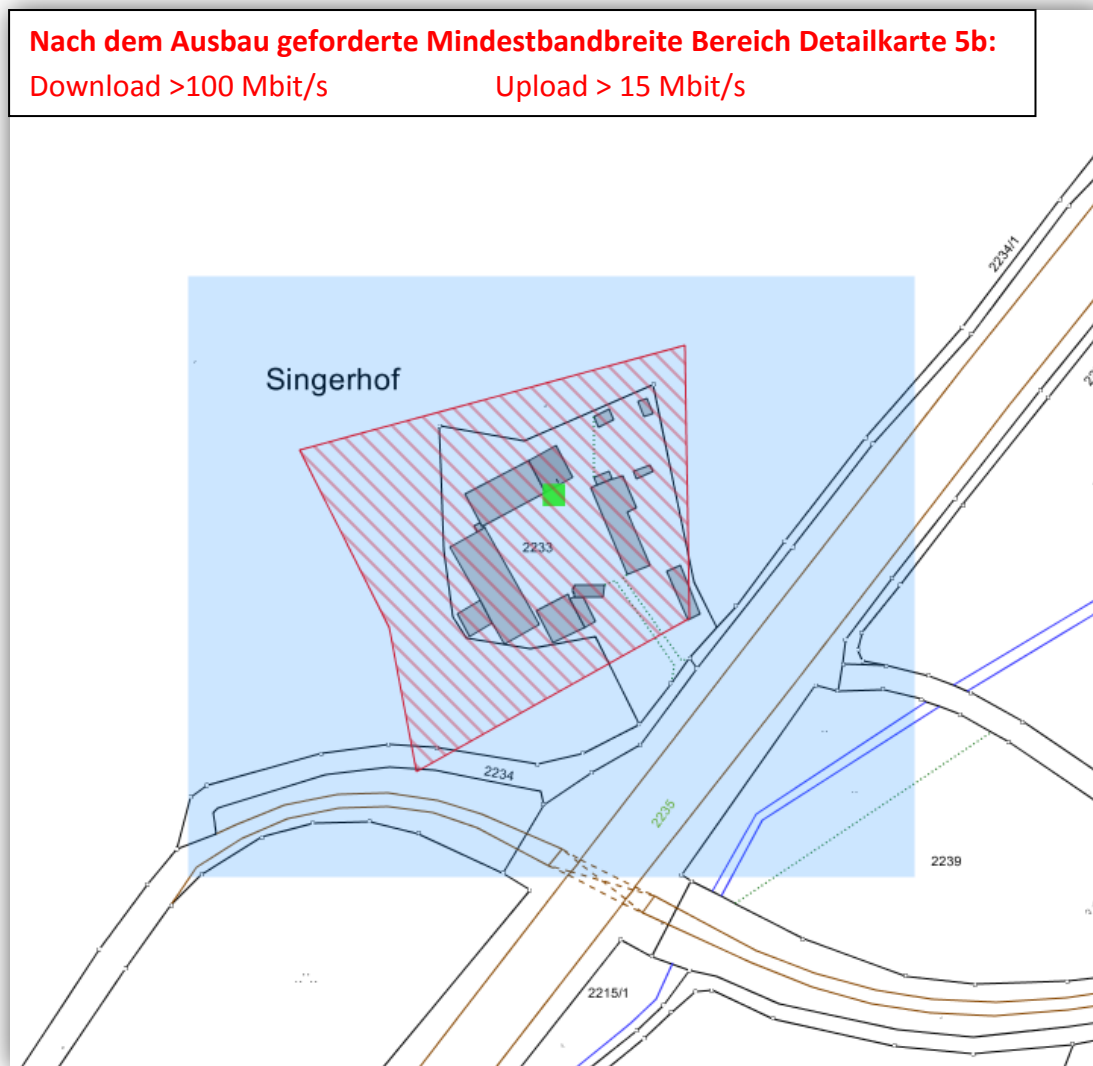 Nach dem Ausbau geforderte Mindestbandbreite Bereich Detailkarte 5b:
Download >100 Mbit/s Upload > 15 Mbit/s
2234/1
Singerhof
2233
2234
2235
2239
2215/1